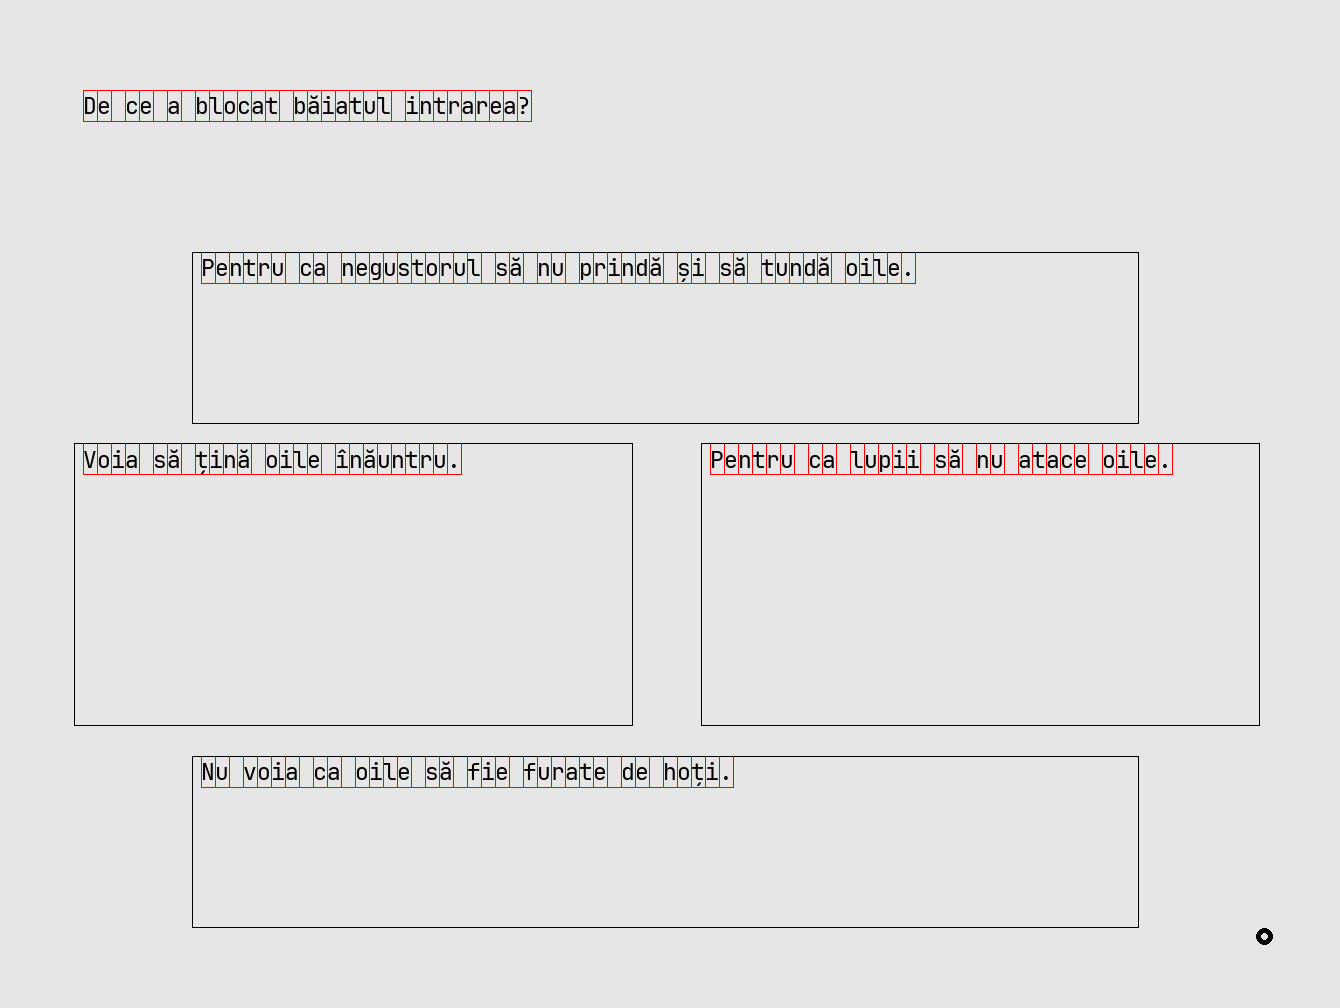 De ce a blocat băiatul intrarea?
Pentru ca negustorul să nu prindă și să tundă oile.
Voia să țină oile înăuntru.
Pentru ca lupii să nu atace oile.
Nu voia ca oile să fie furate de hoți.